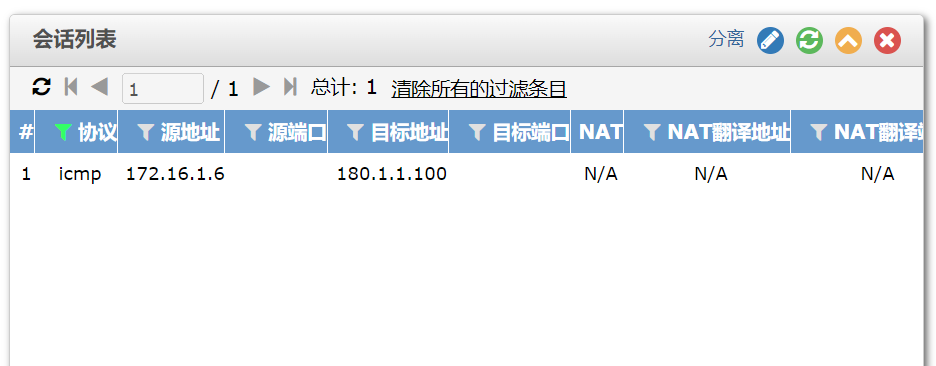 会话列表 分离
1 / 1 总计: 1 清除所有的过滤条目
# 协议 源地址 源端口 目标地址 目标端口 NAT NAT翻译地址 NAT翻译
1 icmp 172.16.1.6 180.1.1.100 N/A N/A N/A